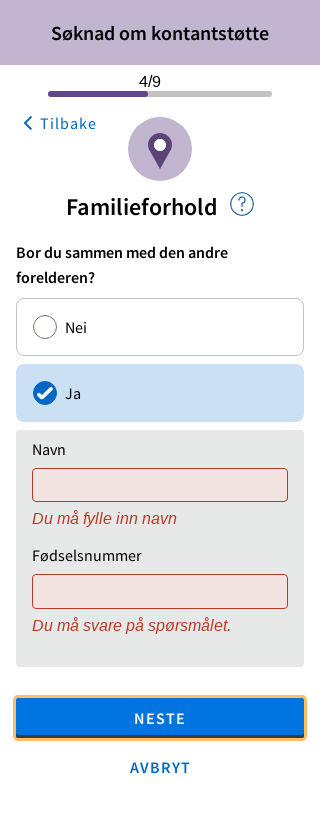 Søknad om kontantstøtte
4/9
Tilbake
Familieforhold
?
Bor du sammen med den andre
forelderen?
Nei
Ja
Navn
Du må fylle inn navn
Fødselsnummer
Du må svare på spørsmålet.
NESTE
AVBRYT